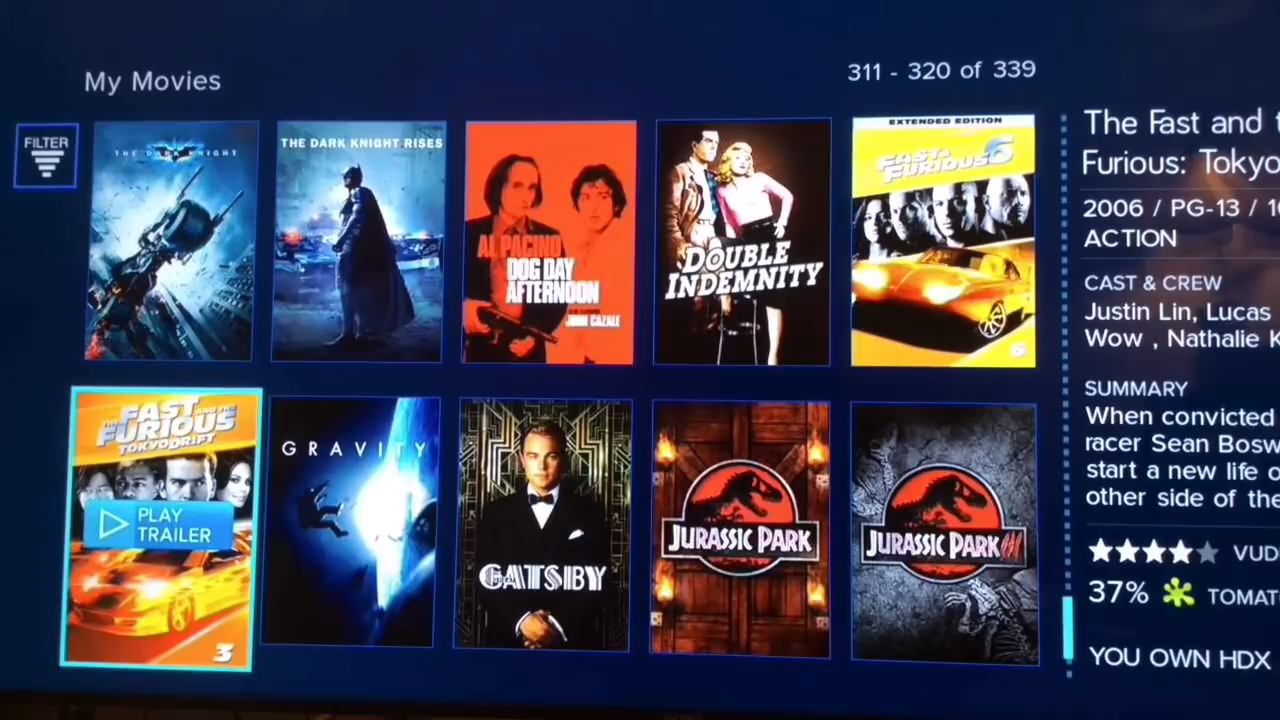 My Movies
311 - 320 of 339
FILTER
THE DARK KNIGHT
THE DARK KNIGHT RISES
AL PACINO
DOG DAY
AFTERNOON
JOHN CAZALE
DOUBLE
INDEMNITY
EXTENDED EDITION
FAST &
FURIOUS 6
6
THE FAST AND THE
FURIOUS
TOKYO DRIFT
PLAY
TRAILER
3
GRAVITY
GATSBY
JURASSIC PARK
JURASSIC PARK
The Fast and
Furious: Tokyo
2006 / PG-13 /
ACTION
CAST & CREW
Justin Lin, Lucas
Wow , Nathalie K
SUMMARY
When convicted
racer Sean Bosw
start a new life
other side of the
VUD
37% TOMAT
YOU OWN HDX